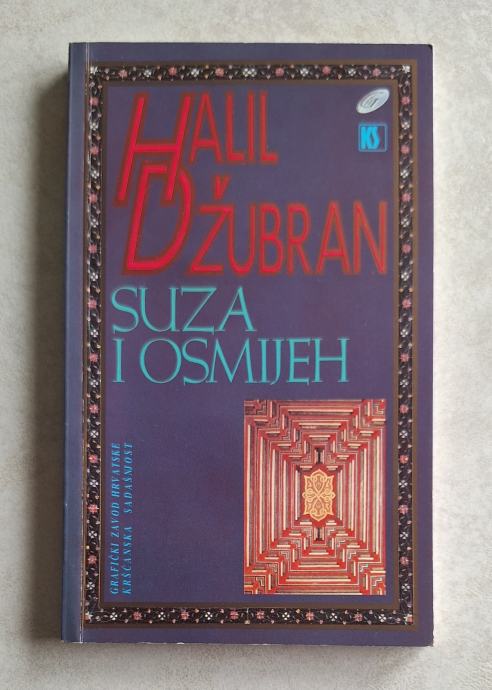 HALIL
DŽUBRAN
SUZA
I OSMIJEH
KS
GRAFIČKI ZAVOD HRVATSKE
KRŠĆANSKA SADAŠNJOST